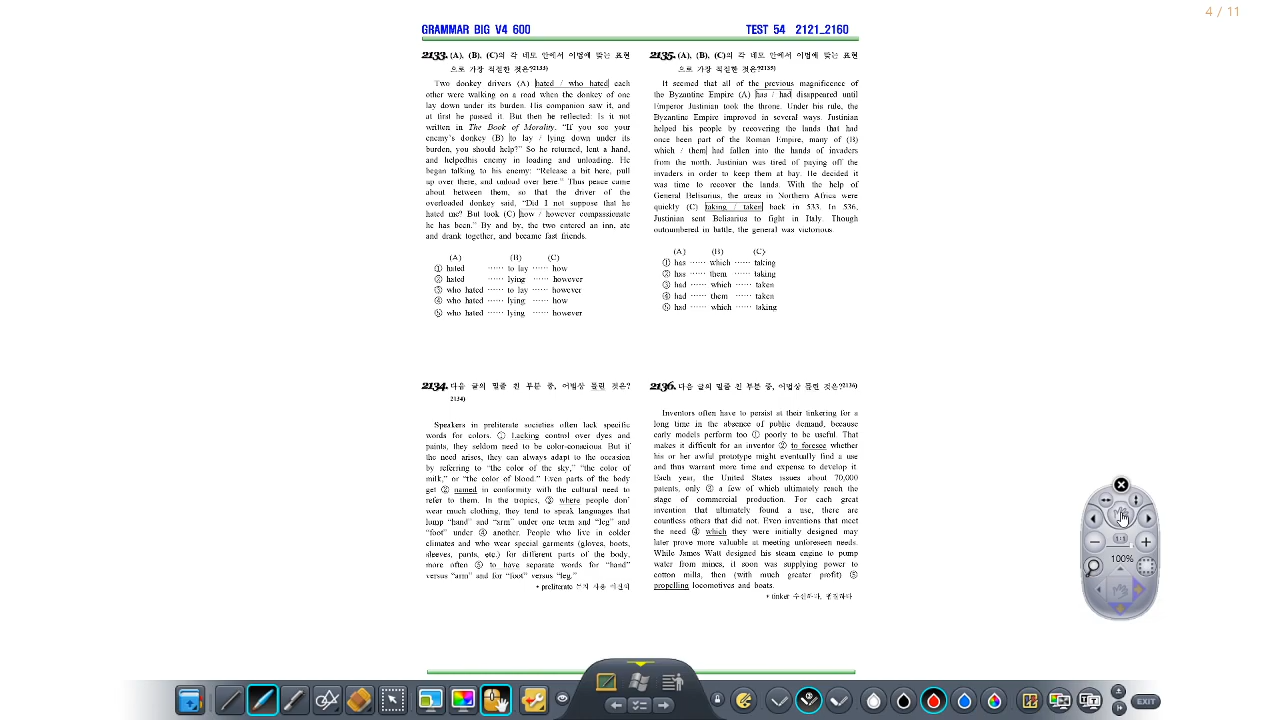 4 / 11
GRAMMAR BIG V4 600
TEST 54 2121_2160
2133. (A), (B), (C)의 각 네모 안에서 어법에 맞는 표현
으로 가장 적절한 것은?2133)
Two donkey drivers (A) hated / who hated each
other were walking on a road when the donkey of one
lay down under its burden. His companion saw it, and
at first he passed it. But then he reflected: Is it not
written in The Book of Morality, “If you see your
enemy’s donkey (B) to lay / lying down under its
burden, you should help?” So he returned, lent a hand,
and helpedhis enemy in loading and unloading. He
began talking to his enemy: “Release a bit here, pull
up over there, and unload over here.” Thus peace came
about between them, so that the driver of the
overloaded donkey said, “Did I not suppose that he
hated me? But look (C) how / however compassionate
he has been.” By and by, the two entered an inn, ate
and drank together, and became fast friends.
(A) (B) (C)
① hated ⋯⋯ to lay ⋯⋯ how
② hated ⋯⋯ lying ⋯⋯ however
③ who hated ⋯⋯ to lay ⋯⋯ however
④ who hated ⋯⋯ lying ⋯⋯ how
⑤ who hated ⋯⋯ lying ⋯⋯ however
2134. 다음 글의 밑줄 친 부분 중, 어법상 틀린 것은?
2134)
Speakers in preliterate societies often lack specific
words for colors. ① Lacking control over dyes and
paints, they seldom need to be color-conscious. But if
the need arises, they can always adapt to the occasion
by referring to “the color of the sky,” “the color of
milk,” or “the color of blood.” Even parts of the body
get ② named in conformity with the cultural need to
refer to them. In the tropics, ③ where people don’
wear much clothing, they tend to speak languages that
lump “hand” and “arm” under one term and “leg” and
“foot” under ④ another. People who live in colder
climates and who wear special garments (gloves, boots,
sleeves, pants, etc.) for different parts of the body,
more often ⑤ to have separate words for “hand”
versus “arm” and for “foot” versus “leg.”
* preliterate 문자 사용 이전의
2135. (A), (B), (C)의 각 네모 안에서 어법에 맞는 표현
으로 가장 적절한 것은?2135)
It seemed that all of the previous magnificence of
the Byzantine Empire (A) has / had disappeared until
Emperor Justinian took the throne. Under his rule, the
Byzantine Empire improved in several ways. Justinian
helped his people by recovering the lands that had
once been part of the Roman Empire, many of (B)
which / them had fallen into the hands of invaders
from the north. Justinian was tired of paying off the
invaders in order to keep them at bay. He decided it
was time to recover the lands. With the help of
General Belisarius, the areas in Northern Africa were
quickly (C) taking / taken back in 533. In 536,
Justinian sent Belisarius to fight in Italy. Though
outnumbered in battle, the general was victorious.
(A) (B) (C)
① has ⋯⋯ which ⋯⋯ taking
② has ⋯⋯ them ⋯⋯ taking
③ had ⋯⋯ which ⋯⋯ taken
④ had ⋯⋯ them ⋯⋯ taken
⑤ had ⋯⋯ which ⋯⋯ taking
2136. 다음 글의 밑줄 친 부분 중, 어법상 틀린 것은?2136)
Inventors often have to persist at their tinkering for a
long time in the absence of public demand, because
early models perform too ① poorly to be useful. That
makes it difficult for an inventor ② to foresee whether
his or her awful prototype might eventually find a use
and thus warrant more time and expense to develop it.
Each year, the United States issues about 70,000
patents, only ③ a few of which ultimately reach the
stage of commercial production. For each great
invention that ultimately found a use, there are
countless others that did not. Even inventions that meet
the need ④ which they were initially designed may
later prove more valuable at meeting unforeseen needs.
While James Watt designed his steam engine to pump
water from mines, it soon was supplying power to
cotton mills, then (with much greater profit) ⑤
propelling locomotives and boats.
* tinker 수선하다,
1:1
100%
EXIT